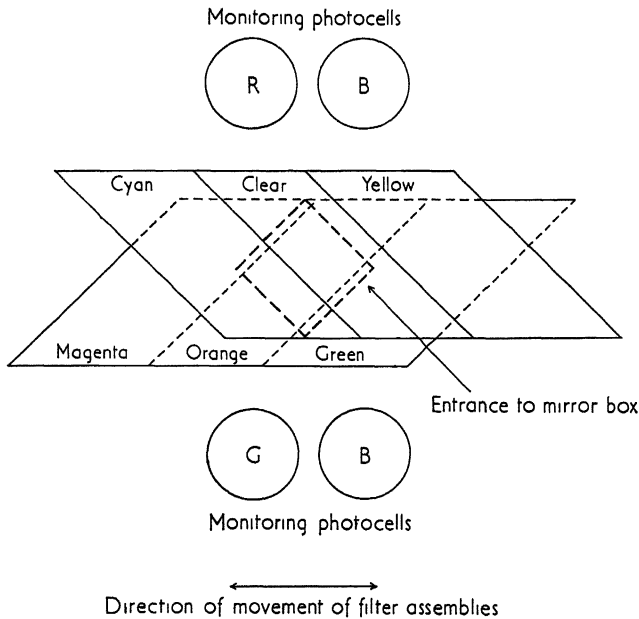 Monitoring photocells
R B
Cyan Clear Yellow
Magenta Orange Green
Entrance to mirror box
G B
Monitoring photocells
Direction of movement of filter assemblies